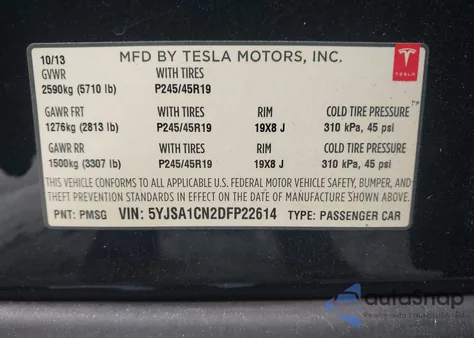 10/13 MFD BY TESLA MOTORS, INC.
GVWR WITH TIRES
2590kg (5710 lb) P245/45R19
TESLA
GAWR FRT WITH TIRES RIM COLD TIRE PRESSURE
1276kg (2813 lb) P245/45R19 19X8 J 310 kPa, 45 psi
GAWR RR WITH TIRES RIM COLD TIRE PRESSURE
1500kg (3307 lb) P245/45R19 19X8 J 310 kPa, 45 psi
THIS VEHICLE CONFORMS TO ALL APPLICABLE U.S. FEDERAL MOTOR VEHICLE SAFETY, BUMPER, AND
THEFT PREVENTION STANDARDS IN EFFECT ON THE DATE OF MANUFACTURE SHOWN ABOVE.
PNT: PMSG VIN: 5YJSA1CN2DFP22614 TYPE: PASSENGER CAR
autoSnap